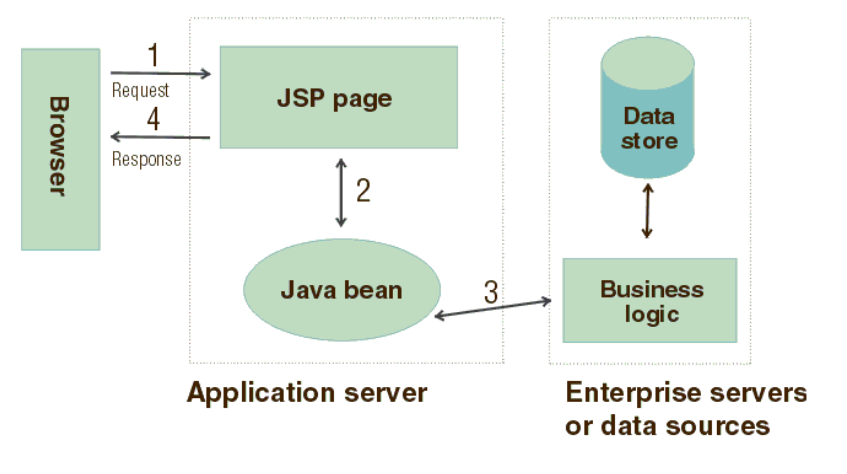 Browser
1
Request
4
Response
JSP page
2
Java bean
3
Data
store
Business
logic
Application server
Enterprise servers
or data sources